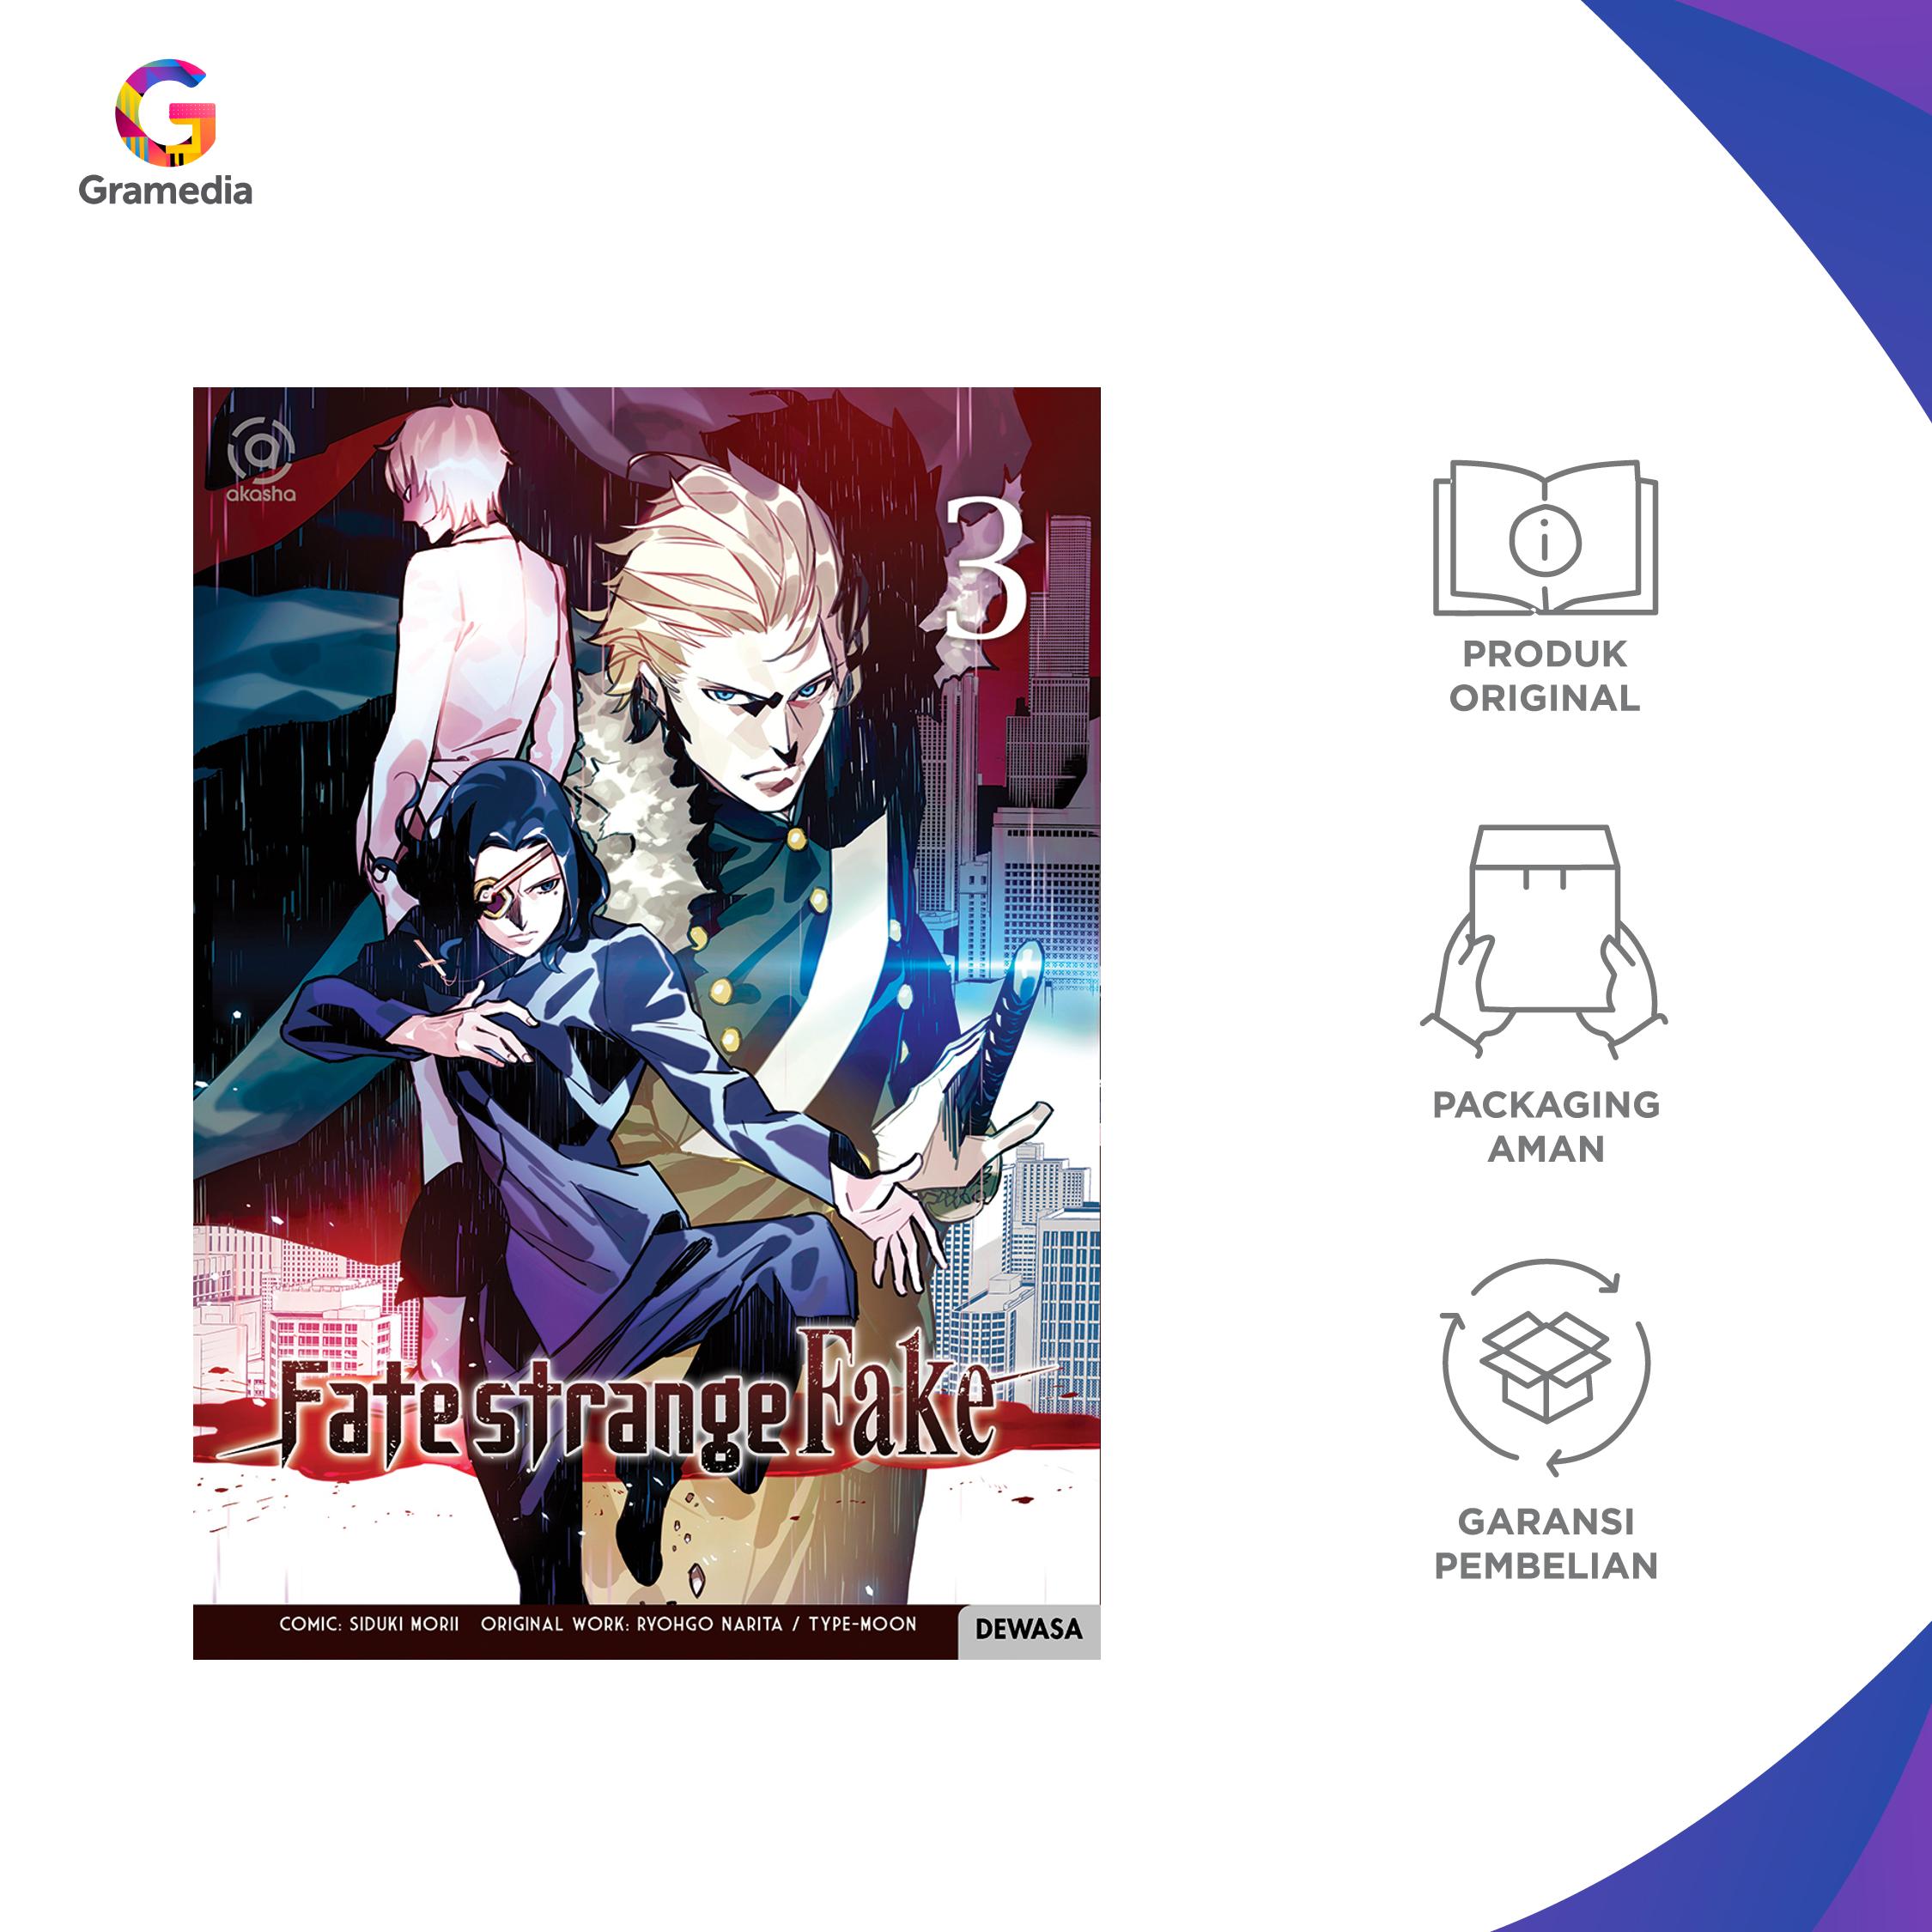 Gramedia
akasha
3
Fate strange Fake
COMIC: SIDUKI MORII ORIGINAL WORK: RYOHGO NARITA / TYPE-MOON
DEWASA
PRODUK
ORIGINAL
PACKAGING
AMAN
GARANSI
PEMBELIAN